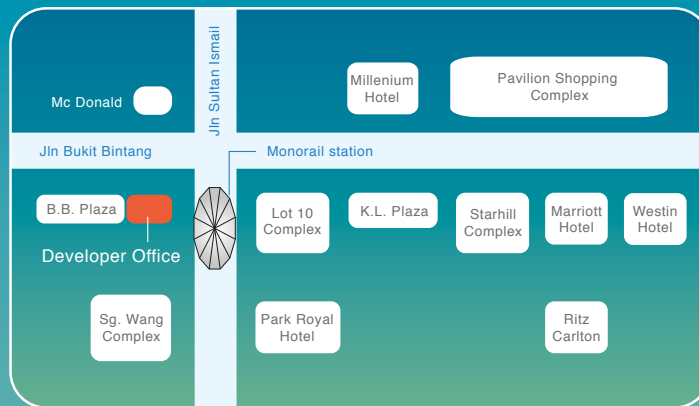 Jln Sultan Ismail
Millenium
Hotel
Pavilion Shopping
Complex
Mc Donald
Jln Bukit Bintang
Monorail station
B.B. Plaza
Developer Office
Lot 10
Complex
K.L. Plaza
Starhill
Complex
Marriott
Hotel
Westin
Hotel
Sg. Wang
Complex
Park Royal
Hotel
Ritz
Carlton